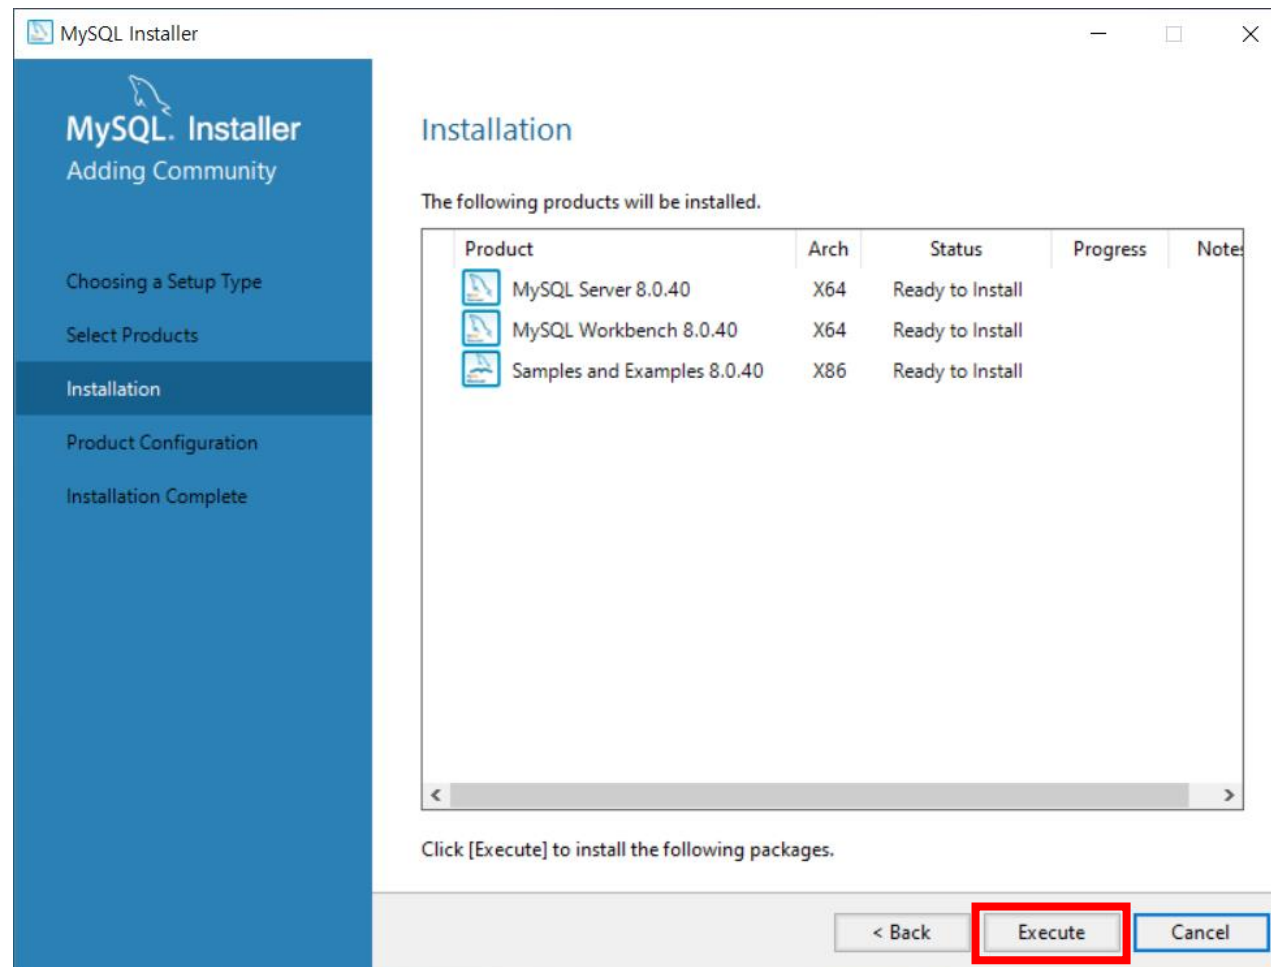 MySQL Installer
MySQL. Installer
Adding Community
Choosing a Setup Type
Select Products
Installation
Product Configuration
Installation Complete
Installation
The following products will be installed.
Product Arch Status Progress Notes
MySQL Server 8.0.40 X64 Ready to Install
MySQL Workbench 8.0.40 X64 Ready to Install
Samples and Examples 8.0.40 X86 Ready to Install
Click [Execute] to install the following packages.
< Back Execute Cancel